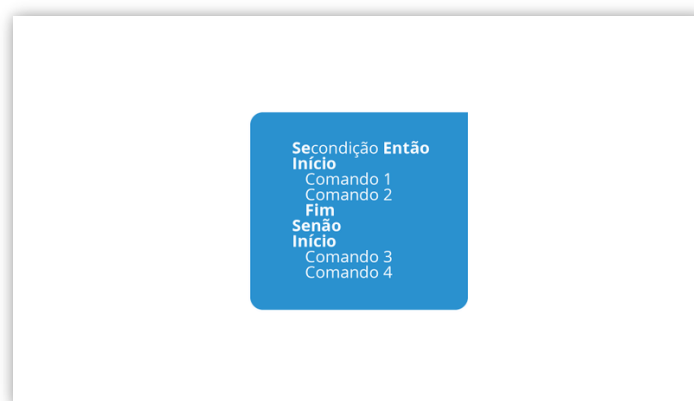 Secondição Então
Início
Comando 1
Comando 2
Fim
Senão
Início
Comando 3
Comando 4